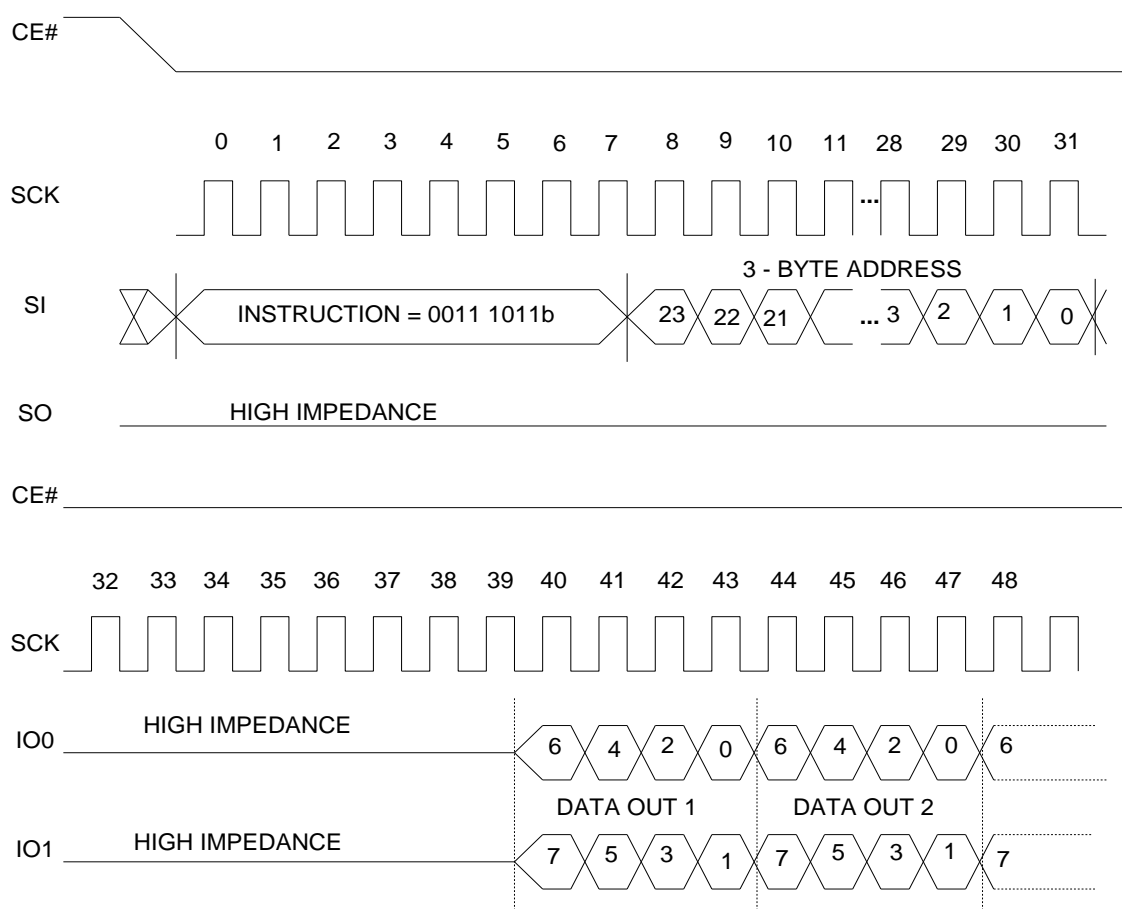 CE#
0 1 2 3 4 5 6 7 8 9 10 11 28 29 30 31
SCK ...
3 - BYTE ADDRESS
SI INSTRUCTION = 0011 1011b 23 22 21 ... 3 2 1 0
SO HIGH IMPEDANCE
CE#
32 33 34 35 36 37 38 39 40 41 42 43 44 45 46 47 48
SCK
HIGH IMPEDANCE
IO0 6 4 2 0 6 4 2 0 6
DATA OUT 1 DATA OUT 2
HIGH IMPEDANCE
IO1 7 5 3 1 7 5 3 1 7